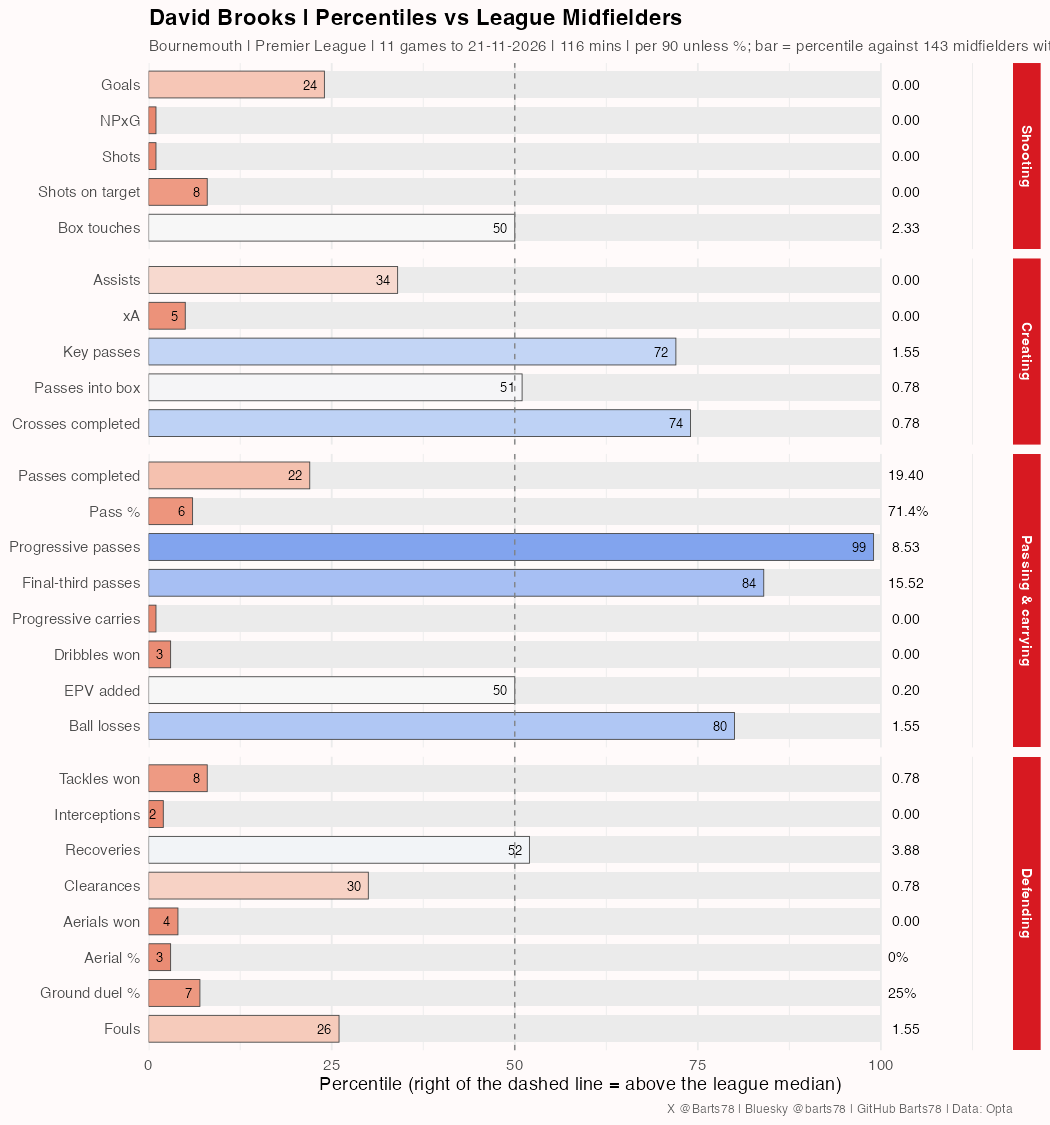 David Brooks | Percentiles vs League Midfielders
Bournemouth | Premier League | 11 games to 21-11-2026 | 116 mins | per 90 unless %; bar = percentile against 143 midfielders wit
Goals 24 0.00
NPxG 0.00
Shots 0.00
Shots on target 8 0.00
Box touches 50 2.33
Shooting
Assists 34 0.00
xA 5 0.00
Key passes 72 1.55
Passes into box 51 0.78
Crosses completed 74 0.78
Creating
Passes completed 22 19.40
Pass % 6 71.4%
Progressive passes 99 8.53
Final-third passes 84 15.52
Progressive carries 0.00
Dribbles won 3 0.00
EPV added 50 0.20
Ball losses 80 1.55
Passing & carrying
Tackles won 8 0.78
Interceptions 2 0.00
Recoveries 52 3.88
Clearances 30 0.78
Aerials won 4 0.00
Aerial % 3 0%
Ground duel % 7 25%
Fouls 26 1.55
Defending
0 25 50 75 100
Percentile (right of the dashed line = above the league median)
X @Barts78 | Bluesky @barts78 | GitHub Barts78 | Data: Opta